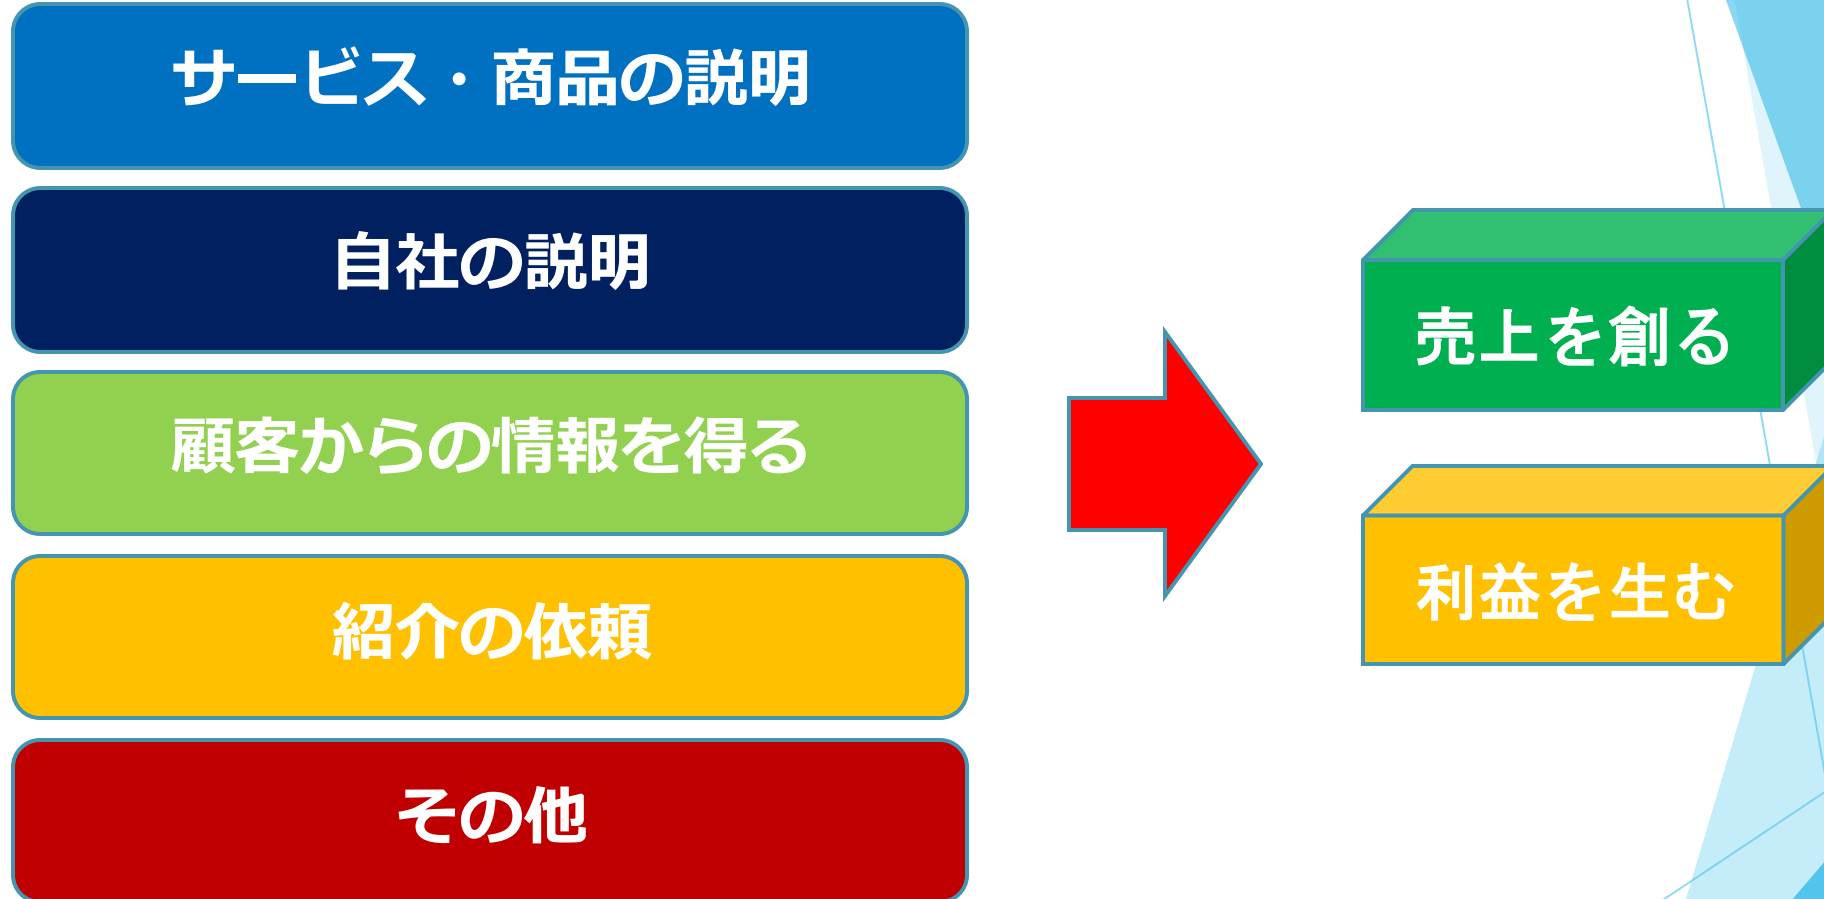 サービス・商品の説明
自社の説明
顧客からの情報を得る
紹介の依頼
その他
売上を創る
利益を生む